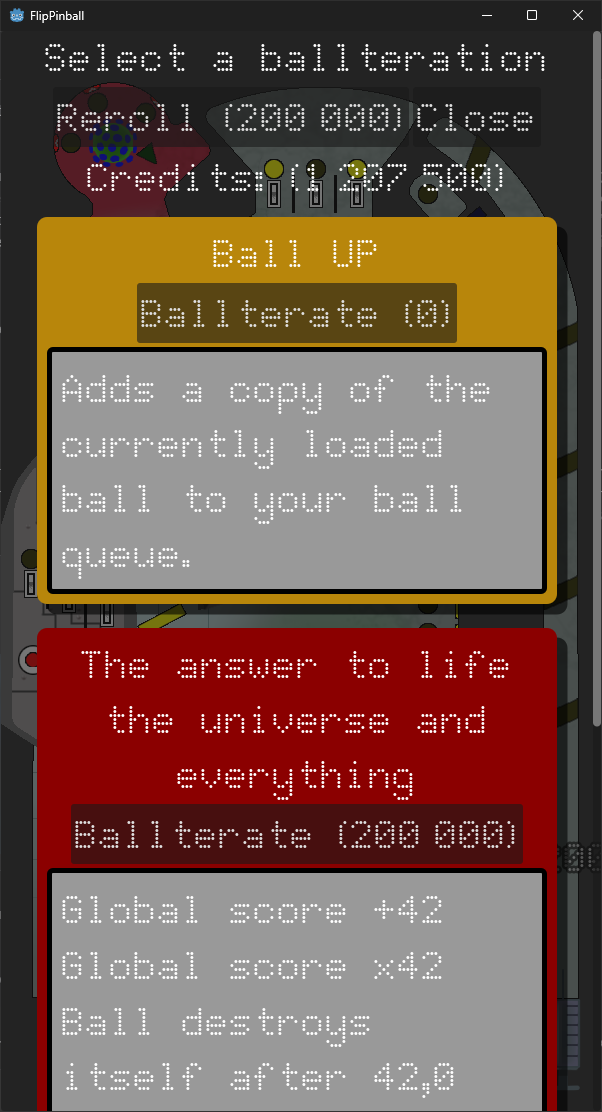 FlipPinball
Select a ballteration
Reroll (200 000) Close
Credits: (1 207 500)
Ball UP
Ballterate (0)
Adds a copy of the
currently loaded
ball to your ball
queue.
The answer to life
the universe and
everything
Ballterate (200 000)
Global score +42
Global score x42
Ball destroys
itself after 42,0